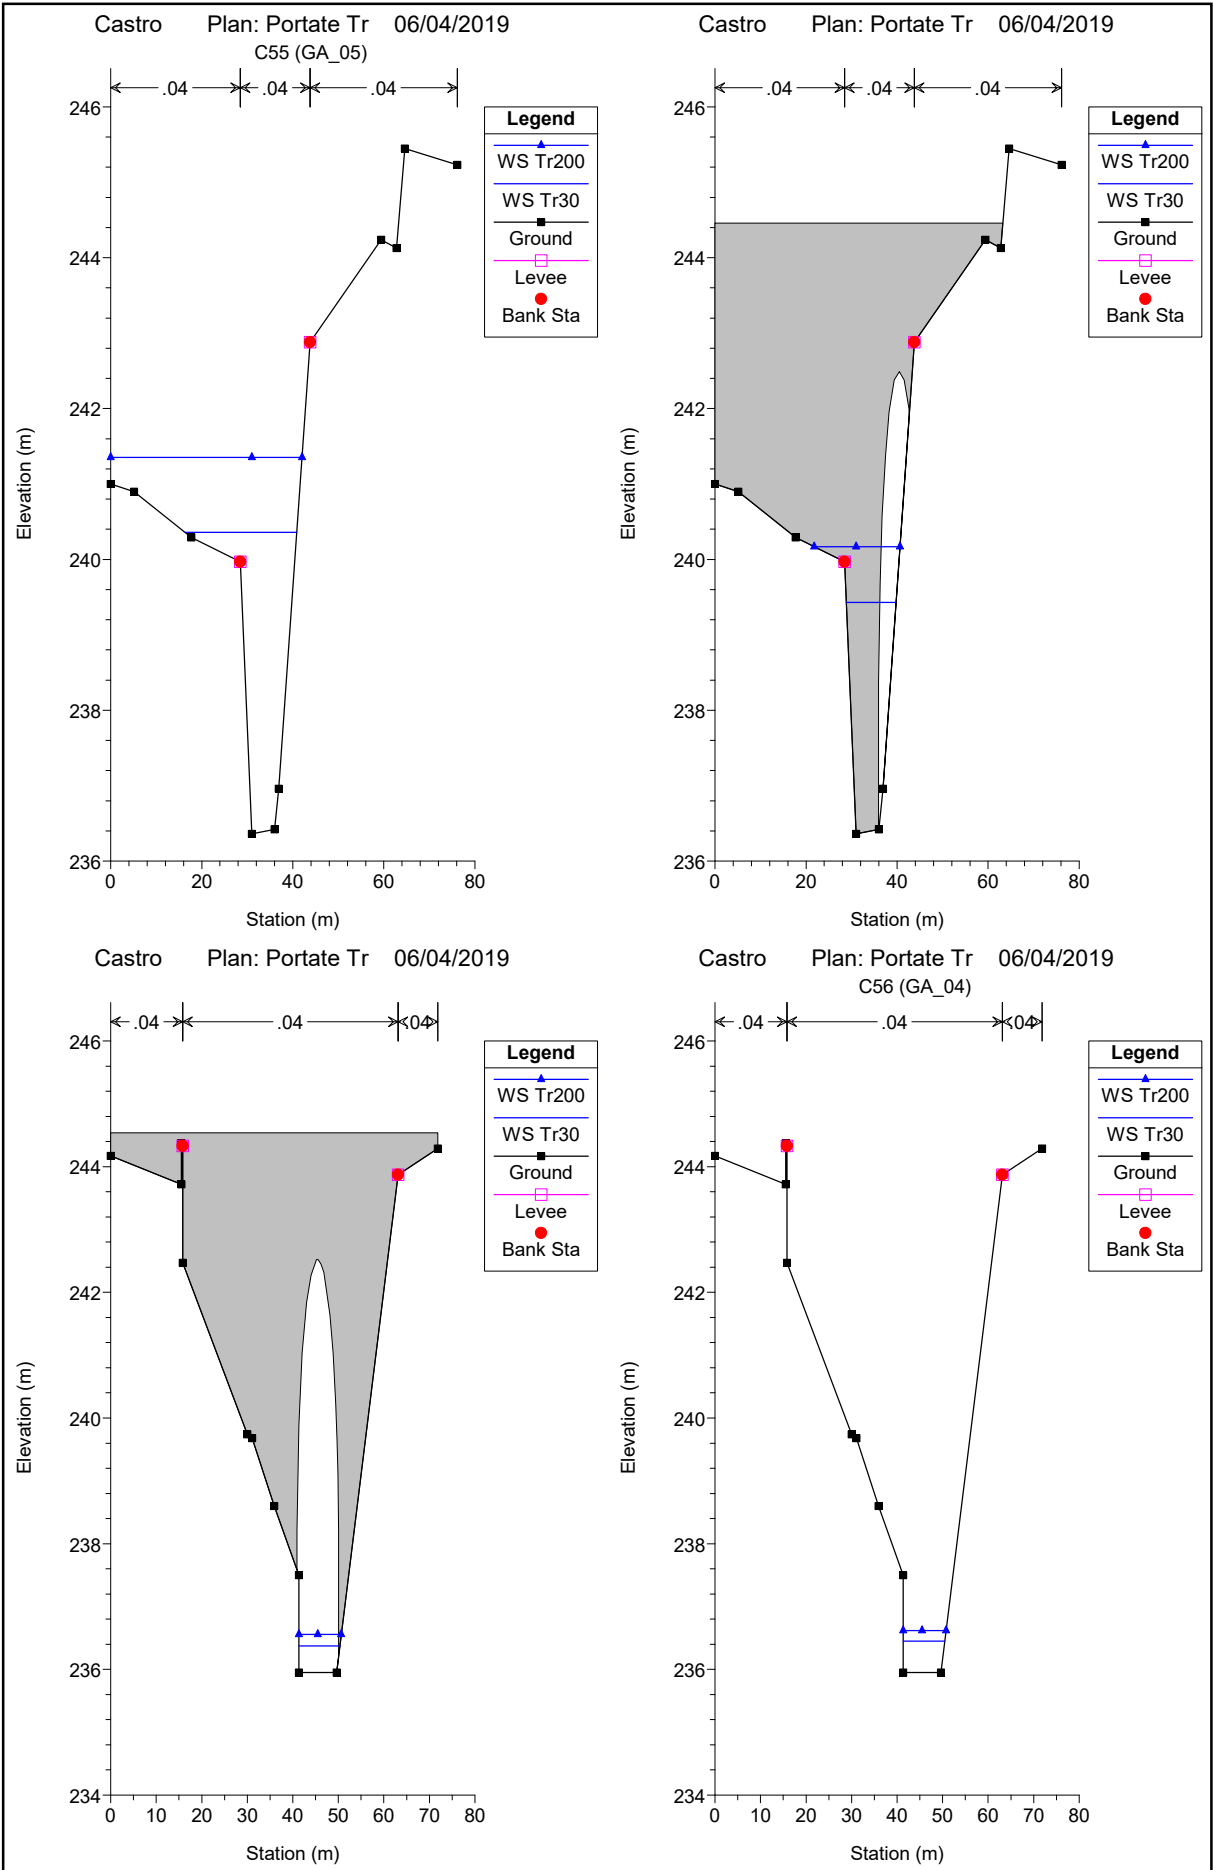 Castro Plan: Portate Tr 06/04/2019
C55 (GA_05)
.04 .04 .04
246
244
242
240
238
236
0 20 40 60 80
Station (m)
Elevation (m)
Legend
WS Tr200
WS Tr30
Ground
Levee
Bank Sta
Castro Plan: Portate Tr 06/04/2019
.04 .04 .04
246
244
242
240
238
236
0 20 40 60 80
Station (m)
Elevation (m)
Legend
WS Tr200
WS Tr30
Ground
Levee
Bank Sta
Castro Plan: Portate Tr 06/04/2019
.04 .04 .04
246
244
242
240
238
236
234
0 10 20 30 40 50 60 70 80
Station (m)
Elevation (m)
Legend
WS Tr200
WS Tr30
Ground
Levee
Bank Sta
Castro Plan: Portate Tr 06/04/2019
C56 (GA_04)
.04 .04 .04
246
244
242
240
238
236
234
0 10 20 30 40 50 60 70 80
Station (m)
Elevation (m)
Legend
WS Tr200
WS Tr30
Ground
Levee
Bank Sta